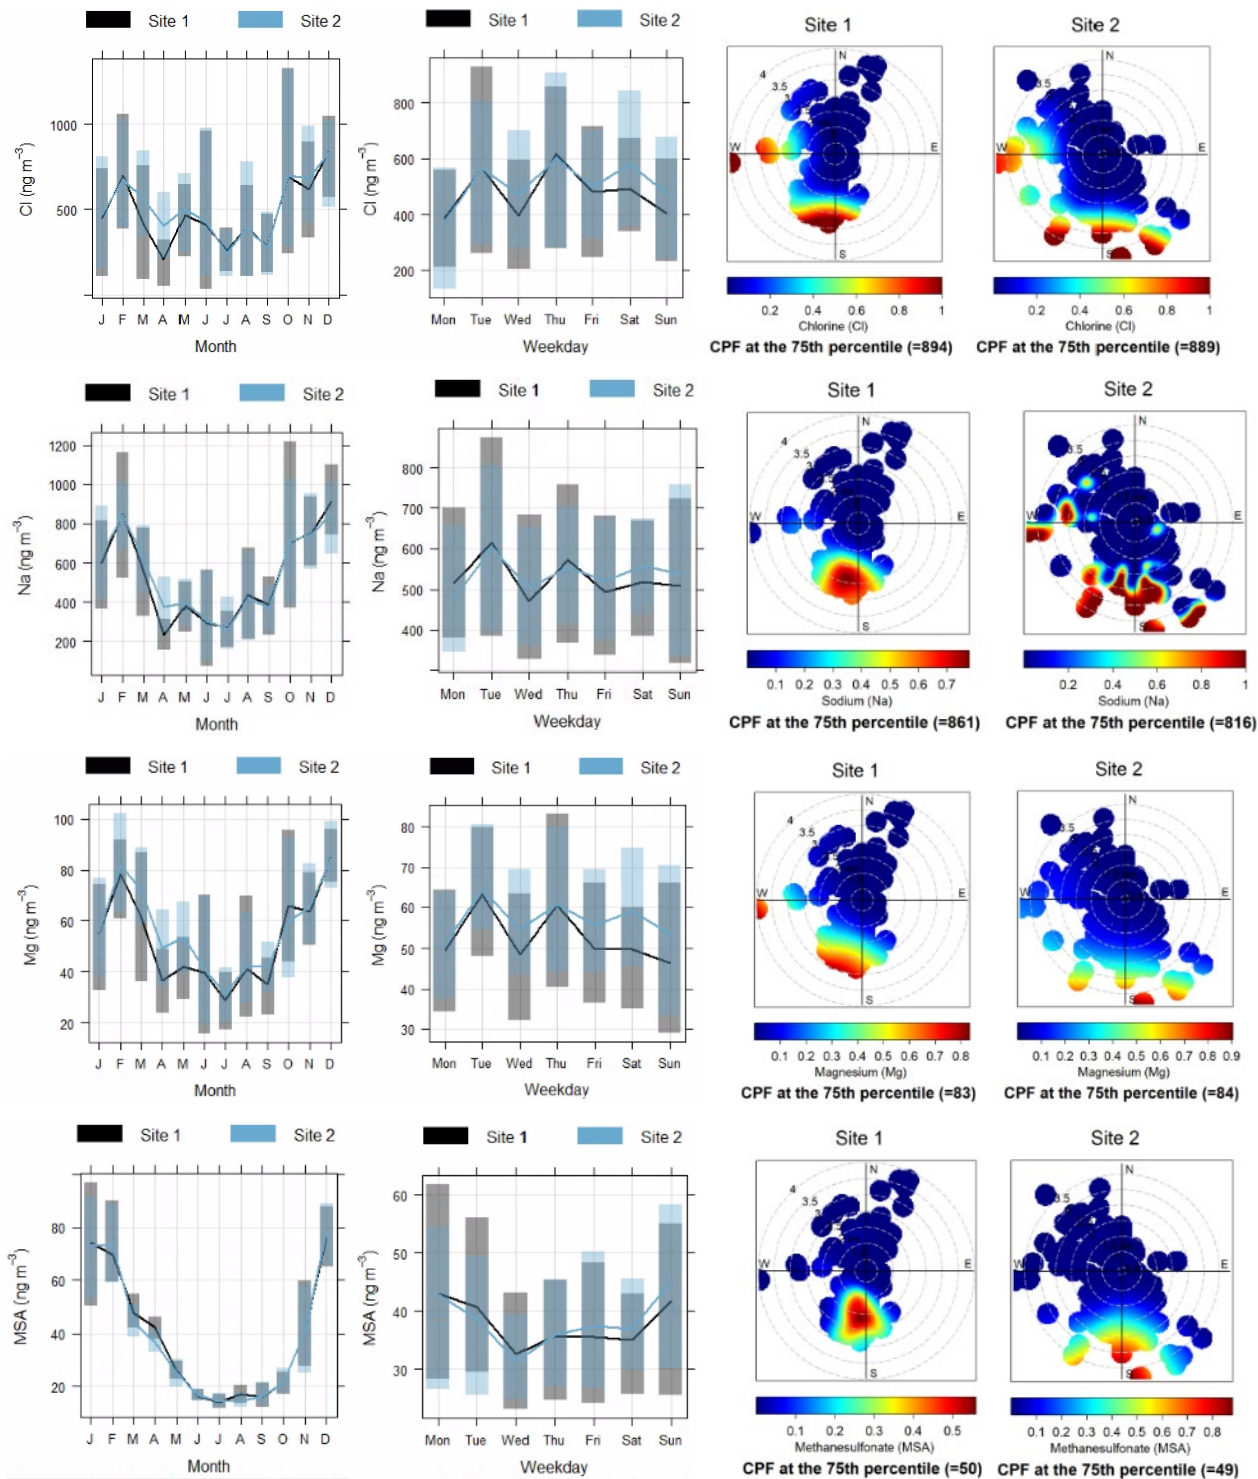 Site 1 Site 2
Cl (ng m⁻³)
1000
500
J F M A M J J A S O N D
Month
Site 1 Site 2
Cl (ng m⁻³)
800
600
400
200
Mon Tue Wed Thu Fri Sat Sun
Weekday
Site 1
N
4
3.5
W E
S
0.2 0.4 0.6 0.8 1
Chlorine (Cl)
CPF at the 75th percentile (=894)
Site 2
N
W E
S
0.2 0.4 0.6 0.8 1
Chlorine (Cl)
CPF at the 75th percentile (=889)
Site 1 Site 2
Na (ng m⁻³)
1200
1000
800
600
400
200
J F M A M J J A S O N D
Month
Site 1 Site 2
Na (ng m⁻³)
800
700
600
500
400
Mon Tue Wed Thu Fri Sat Sun
Weekday
Site 1
N
4
3.5
W E
S
0.1 0.2 0.3 0.4 0.5 0.6 0.7
Sodium (Na)
CPF at the 75th percentile (=861)
Site 2
N
3.5
W E
S
0.2 0.4 0.6 0.8 1
Sodium (Na)
CPF at the 75th percentile (=816)
Site 1 Site 2
Mg (ng m⁻³)
100
80
60
40
20
J F M A M J J A S O N D
Month
Site 1 Site 2
Mg (ng m⁻³)
80
70
60
50
40
30
Mon Tue Wed Thu Fri Sat Sun
Weekday
Site 1
N
4
3.5
W E
S
0.1 0.2 0.3 0.4 0.5 0.6 0.7 0.8
Magnesium (Mg)
CPF at the 75th percentile (=83)
Site 2
N
3.5
W E
S
0.1 0.2 0.3 0.4 0.5 0.6 0.7 0.8 0.9
Magnesium (Mg)
CPF at the 75th percentile (=84)
Site 1 Site 2
MSA (ng m⁻³)
80
60
40
20
J F M A M J J A S O N D
Month
Site 1 Site 2
MSA (ng m⁻³)
60
50
40
30
Mon Tue Wed Thu Fri Sat Sun
Weekday
Site 1
N
4
3.5
W E
S
0.1 0.2 0.3 0.4 0.5
Methanesulfonate (MSA)
CPF at the 75th percentile (=50)
Site 2
N
3.5
W E
S
0.1 0.2 0.3 0.4 0.5 0.6 0.7 0.8
Methanesulfonate (MSA)
CPF at the 75th percentile (=49)